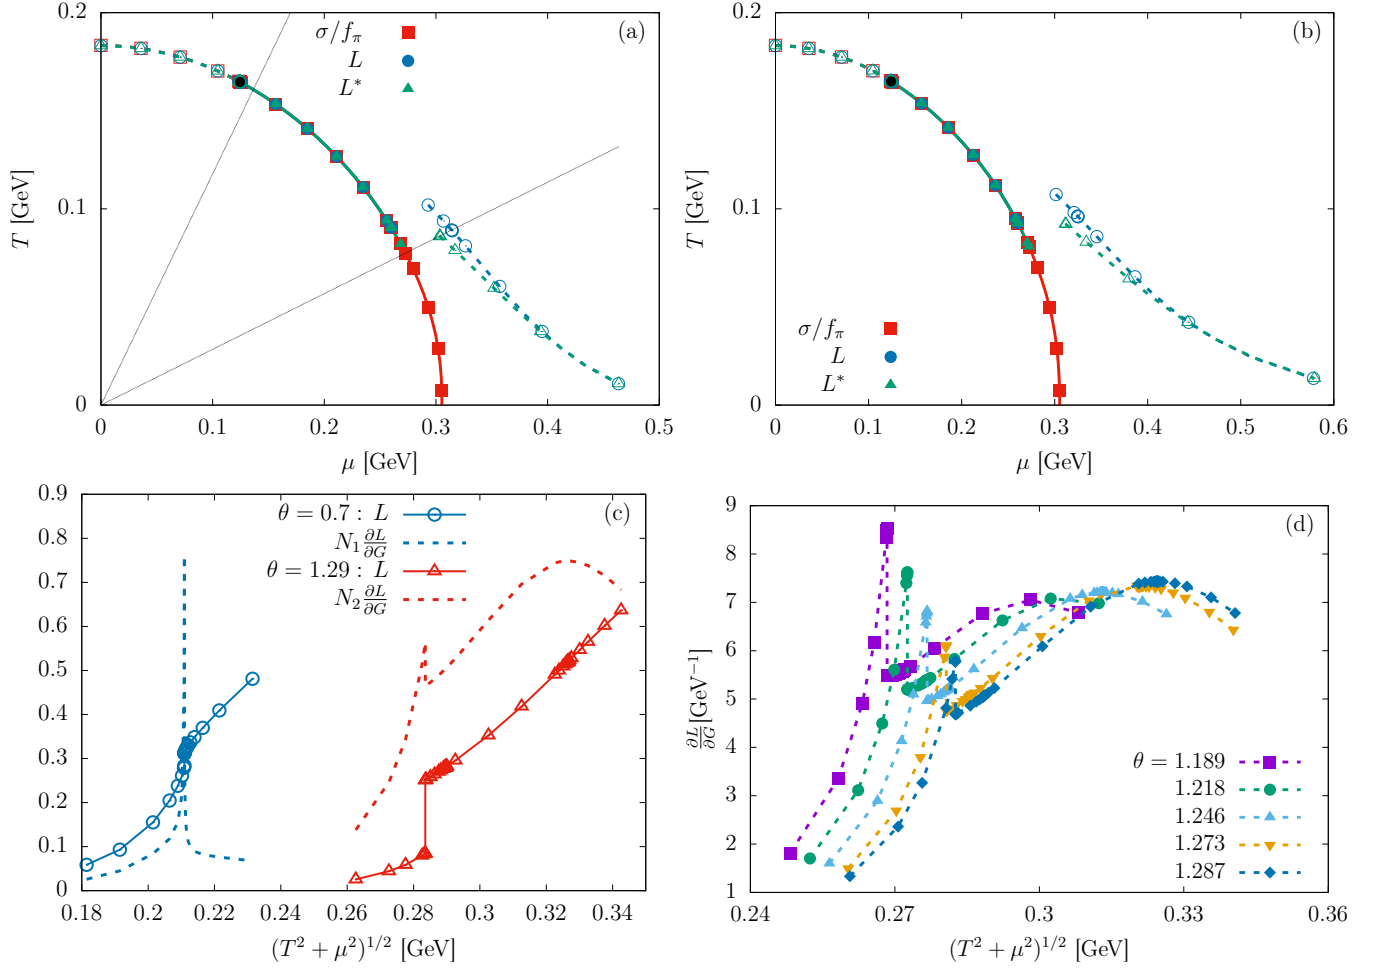 0.2
0.1
0
T [GeV]
0 0.1 0.2 0.3 0.4 0.5
μ [GeV]
σ/f_π
L
L*
(a)
0.2
0.1
0
T [GeV]
0 0.1 0.2 0.3 0.4 0.5 0.6
μ [GeV]
σ/f_π
L
L*
(b)
0.9
0.8
0.7
0.6
0.5
0.4
0.3
0.2
0.1
0
0.18 0.2 0.22 0.24 0.26 0.28 0.3 0.32 0.34
(T² + μ²)^{1/2} [GeV]
θ = 0.7 : L
N₁ ∂L/∂G
θ = 1.29 : L
N₂ ∂L/∂G
(c)
9
8
7
6
5
4
3
2
1
∂L/∂G [GeV⁻¹]
0.24 0.27 0.3 0.33 0.36
(T² + μ²)^{1/2} [GeV]
(d)
θ = 1.189
1.218
1.246
1.273
1.287